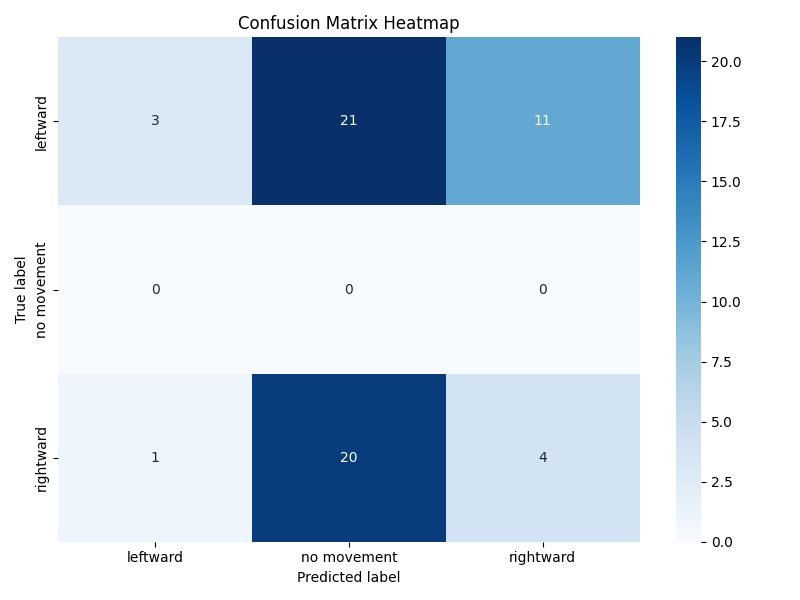 Confusion Matrix Heatmap
True label
leftward
3 21 11
no movement
0 0 0
rightward
1 20 4
leftward no movement rightward
Predicted label
20.0
17.5
15.0
12.5
10.0
7.5
5.0
2.5
0.0